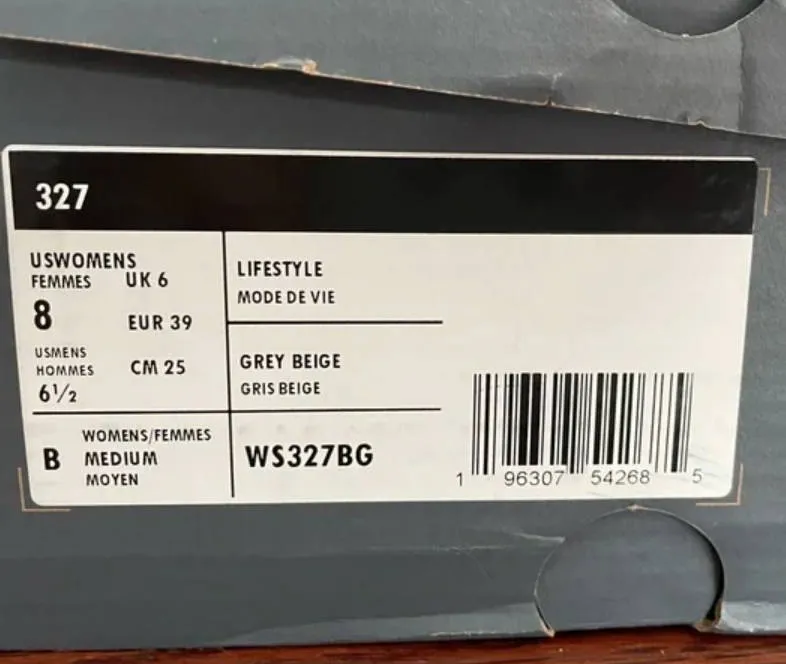 327
USWOMENS
FEMMES
UK 6
8
EUR 39
USMENS
HOMMES
CM 25
6½
LIFESTYLE
MODE DE VIE
GREY BEIGE
GRIS BEIGE
B
WOMENS/FEMMES
MEDIUM
MOYEN
WS327BG
1 96307 54268 5